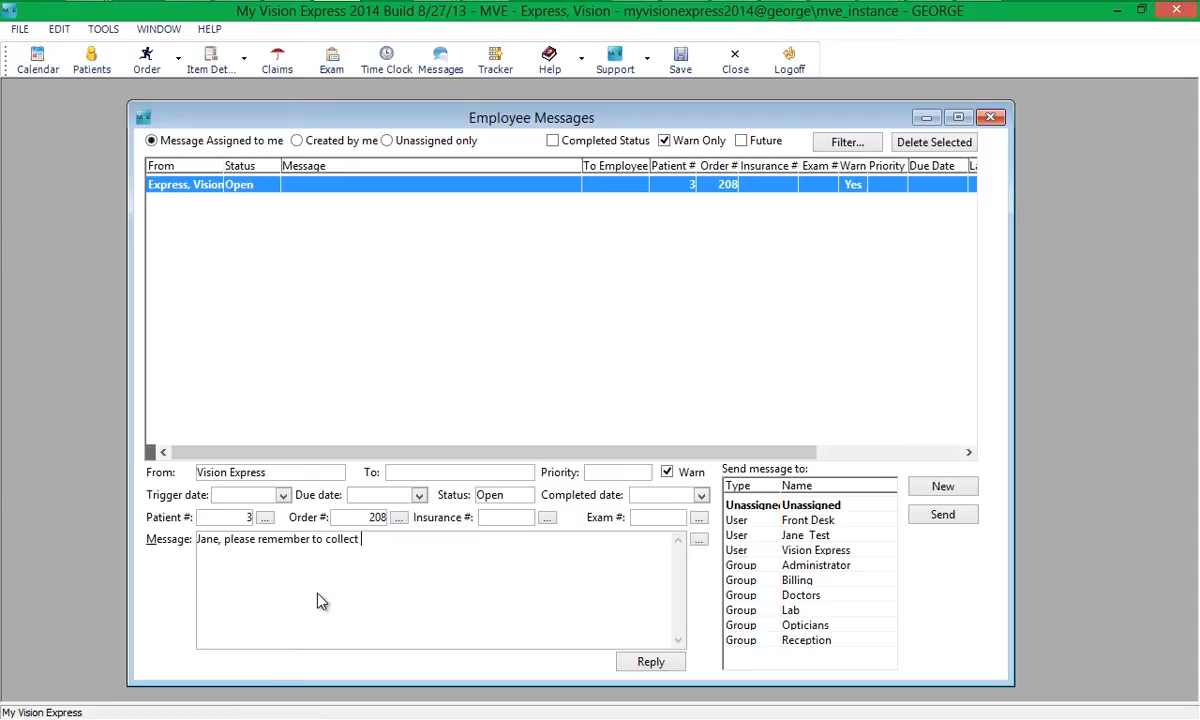 My Vision Express 2014 Build 8/27/13 - MVE - Express, Vision - myvisionexpress2014@george\mve_instance - GEORGE
FILE EDIT TOOLS WINDOW HELP
Calendar Patients Order Item Det... Claims Exam Time Clock Messages Tracker Help Support Save Close Logoff
Employee Messages
Message Assigned to me Created by me Unassigned only Completed Status Warn Only Future Filter... Delete Selected
From Status Message To Employee Patient # Order # Insurance # Exam # Warn Priority Due Date
Express, Vision Open 3 208 Yes
From: Vision Express To: Priority: Warn
Trigger date: Due date: Status: Open Completed date:
Patient #: 3 ... Order #: 208 ... Insurance #: ... Exam #: ...
Message: Jane, please remember to collect ...
Reply
Send message to:
Type Name
Unassigned Unassigned
User Front Desk
User Jane Test
User Vision Express
Group Administrator
Group Billing
Group Doctors
Group Lab
Group Opticians
Group Reception
New
Send
My Vision Express